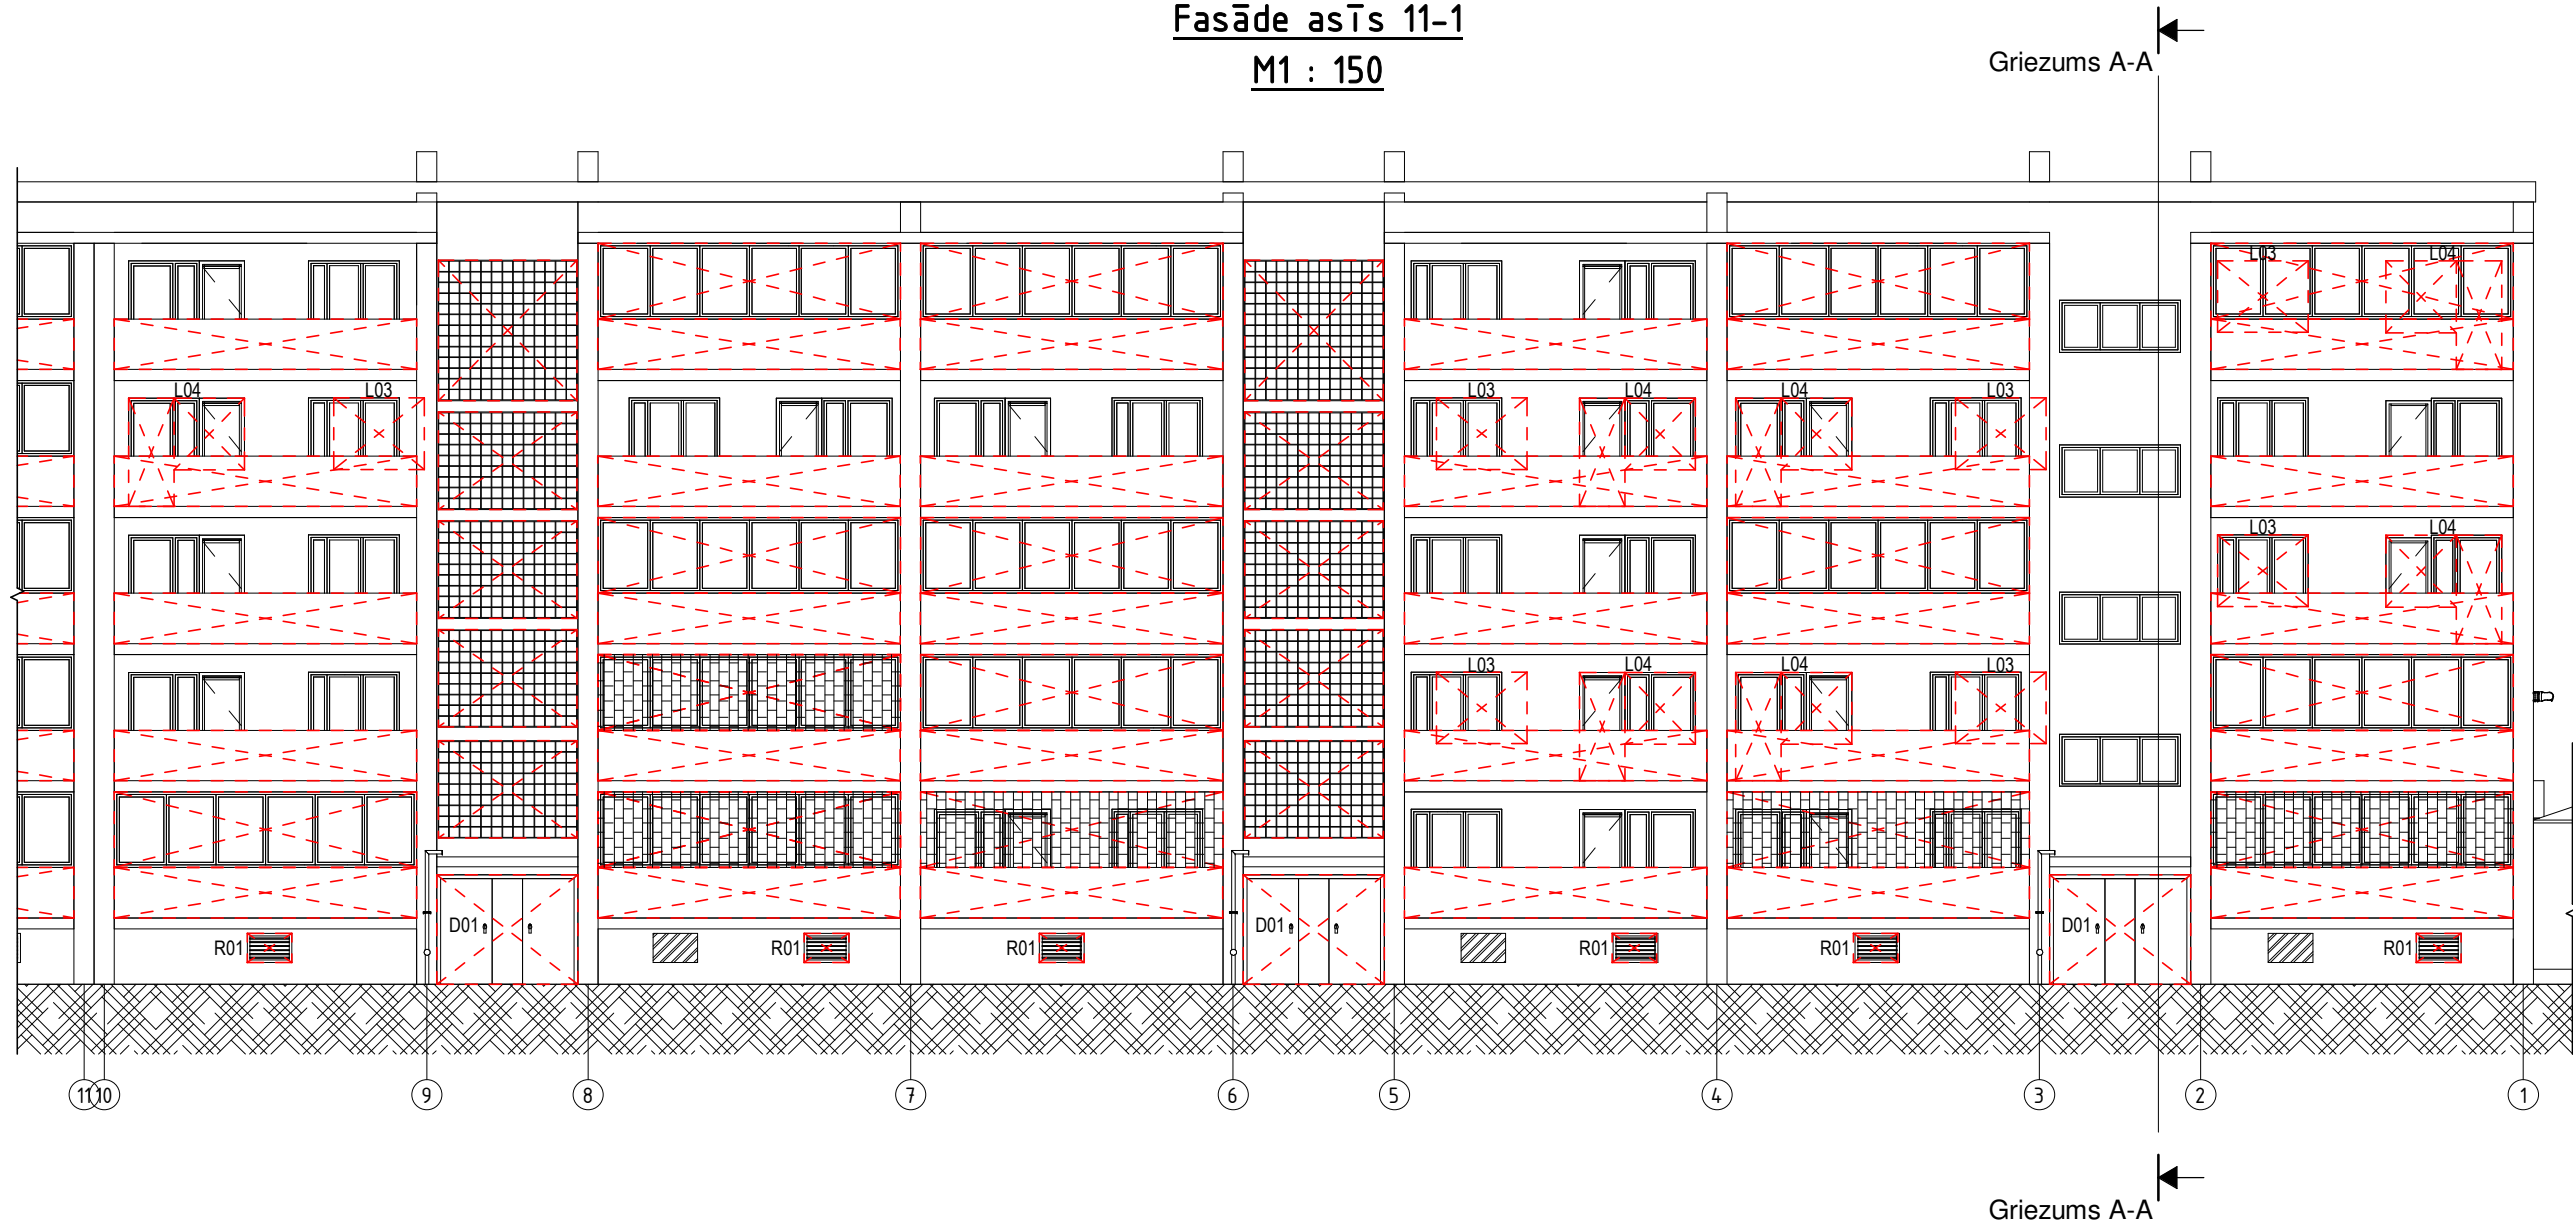 Fasāde asīs 11-1
M1 : 150
Griezums A-A
L03 L04
L04 L03 L03 L04 L04 L03
L03 L04
L03 L04 L04 L03
D01 D01 D01
R01 R01 R01 R01 R01 R01
11 10 9 8 7 6 5 4 3 2 1
Griezums A-A